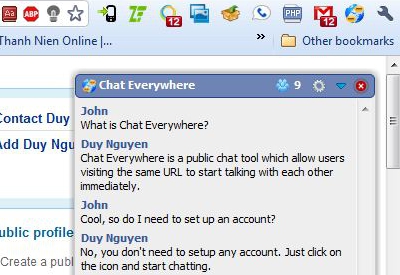 ABP
12
PHP
12
Thanh Nien Online |...
»
Other bookmarks
Chat Everywhere
9
John
What is Chat Everywhere?
Contact Duy
Duy Nguyen
Add Duy Ngu
Chat Everywhere is a public chat tool which allow users
visiting the same URL to start talking with each other
immediately.
John
Cool, so do I need to set up an account?
ublic profile
Duy Nguyen
No, you don't need to setup any account. Just click on
Create a publ
the icon and start chatting.